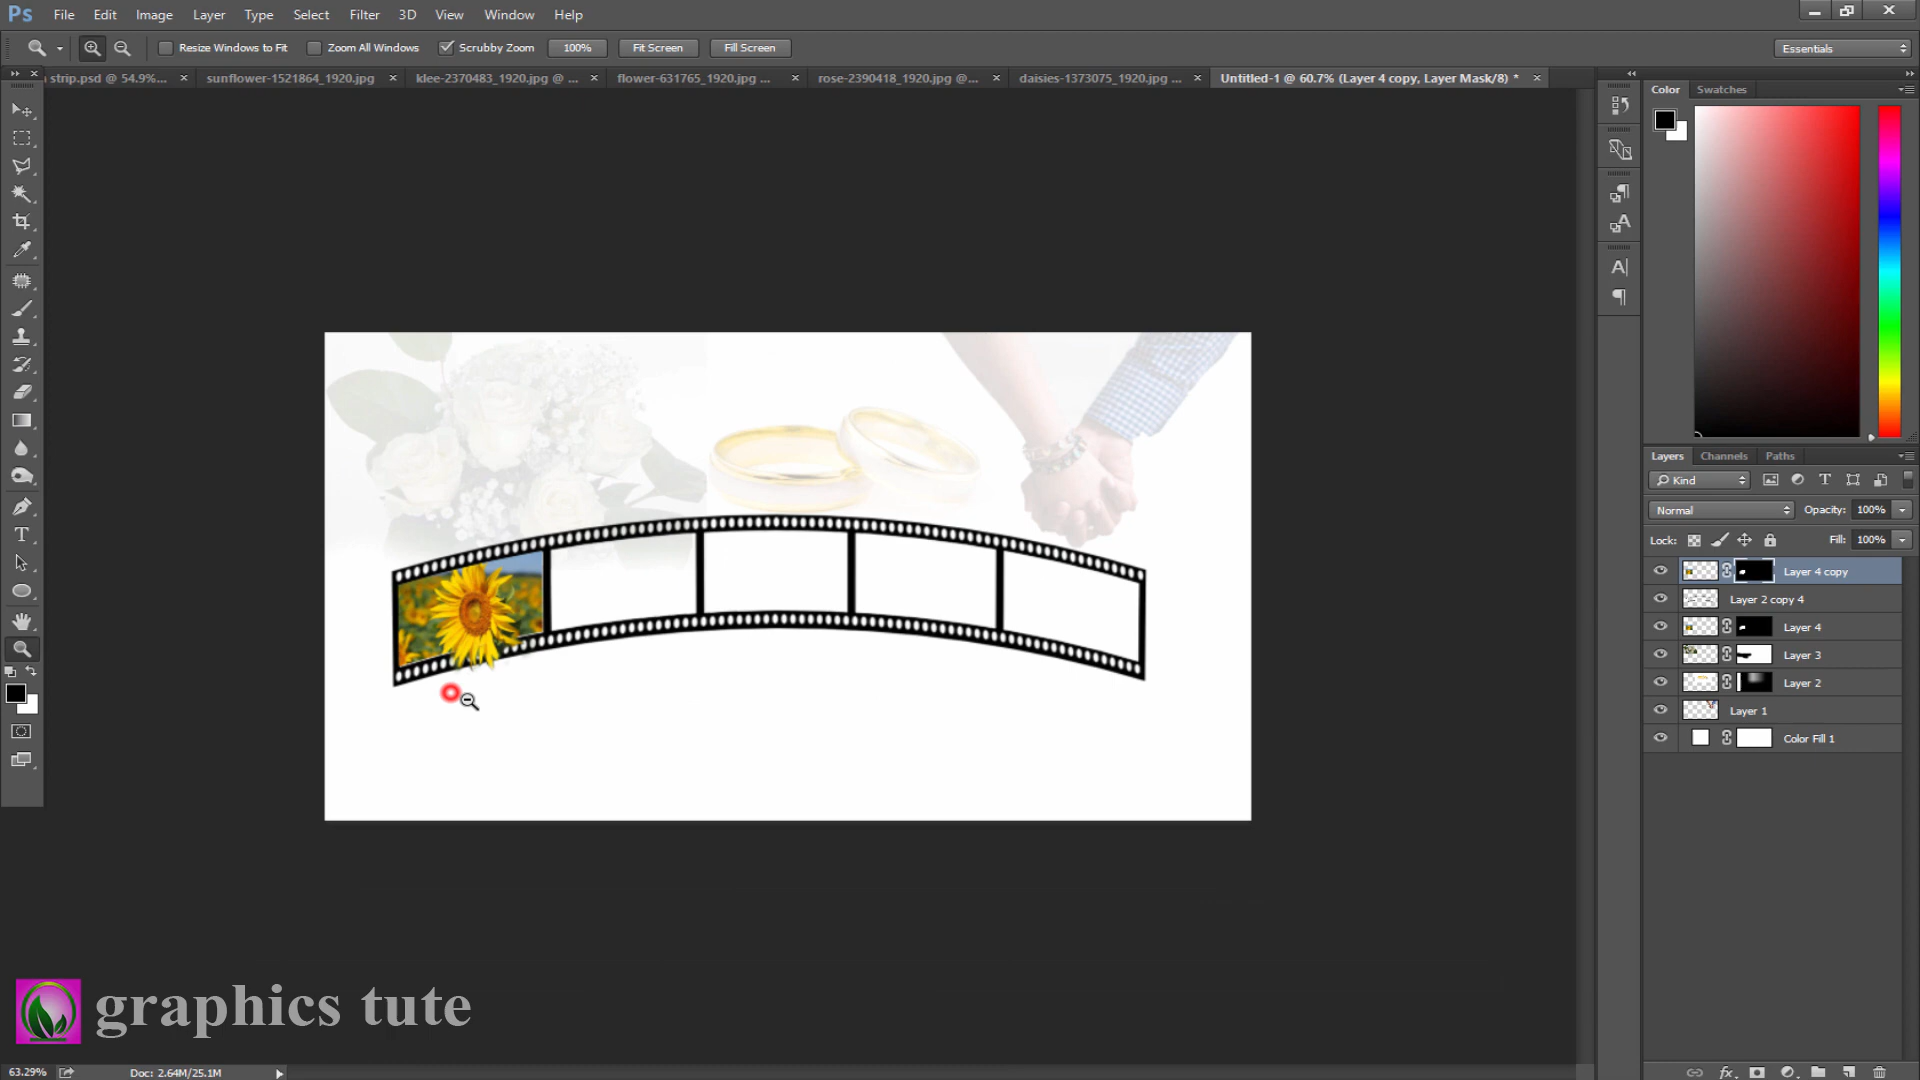 Ps File Edit Image Layer Type Select Filter 3D View Window Help
Resize Windows to Fit Zoom All Windows Scrubby Zoom 100% Fit Screen Fill Screen Essentials
strip.psd @ 54.9%... sunflower-1521864_1920.jpg klee-2370483_1920.jpg @ ... flower-631765_1920.jpg ... rose-2390418_1920.jpg @... daisies-1373075_1920.jpg ... Untitled-1 @ 60.7% (Layer 4 copy, Layer Mask/8) *
Color Swatches
Layers Channels Paths
Kind
Normal Opacity: 100%
Lock: Fill: 100%
Layer 4 copy
Layer 2 copy 4
Layer 4
Layer 3
Layer 2
Layer 1
Color Fill 1
graphics tute
63.29% Doc: 2.64M/25.1M